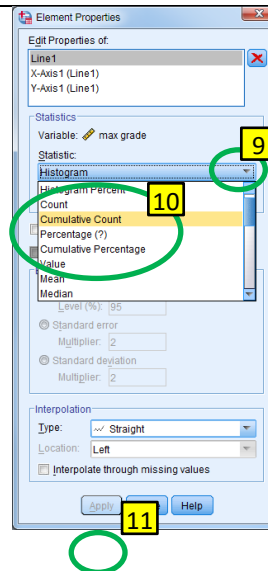 Element Properties
Edit Properties of:
Line1
X-Axis1 (Line1)
Y-Axis1 (Line1)
Statistics
Variable: max grade
9
Statistic:
Histogram
10
Histogram Percent
Count
Cumulative Count
Percentage (?)
Cumulative Percentage
Value
Mean
Median
Level (%): 95
Standard error
Multiplier: 2
Standard deviation
Multiplier: 2
Interpolation
Type: Straight
Location: Left
Interpolate through missing values
Apply Help
11